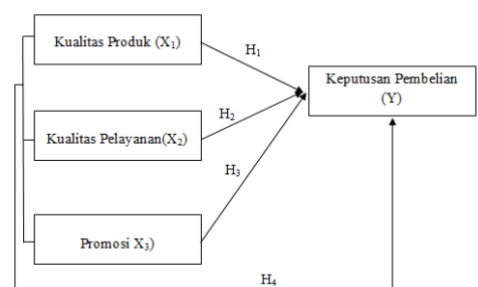 Kualitas Produk (X₁)
H₁
Keputusan Pembelian
(Y)
H₂
Kualitas Pelayanan(X₂)
H₃
Promosi X₃)
H₄